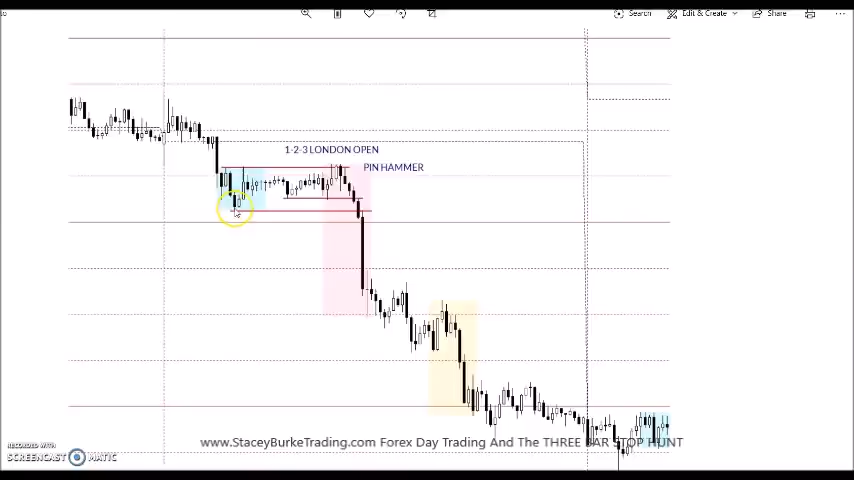 to
Search
Edit & Create
Share
1-2-3 LONDON OPEN
PIN HAMMER
www.StaceyBurkeTrading.com Forex Day Trading And The THREE BAR STOP HUNT
RECORDED WITH
SCREENCAST MATIC